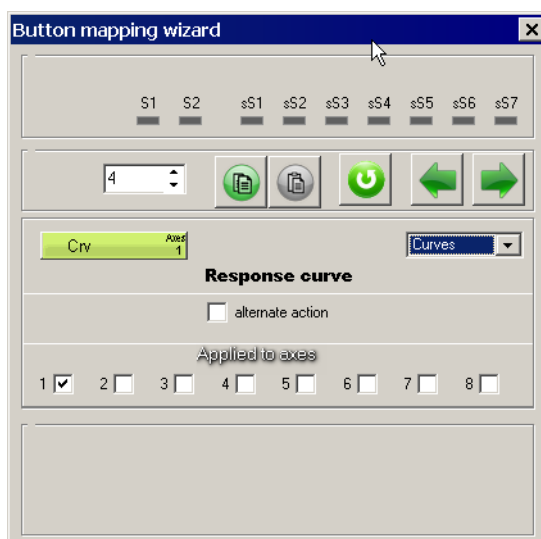 Button mapping wizard
S1 S2 sS1 sS2 sS3 sS4 sS5 sS6 sS7
4
Crv Axes 1 Curves
Response curve
alternate action
Applied to axes
1 2 3 4 5 6 7 8